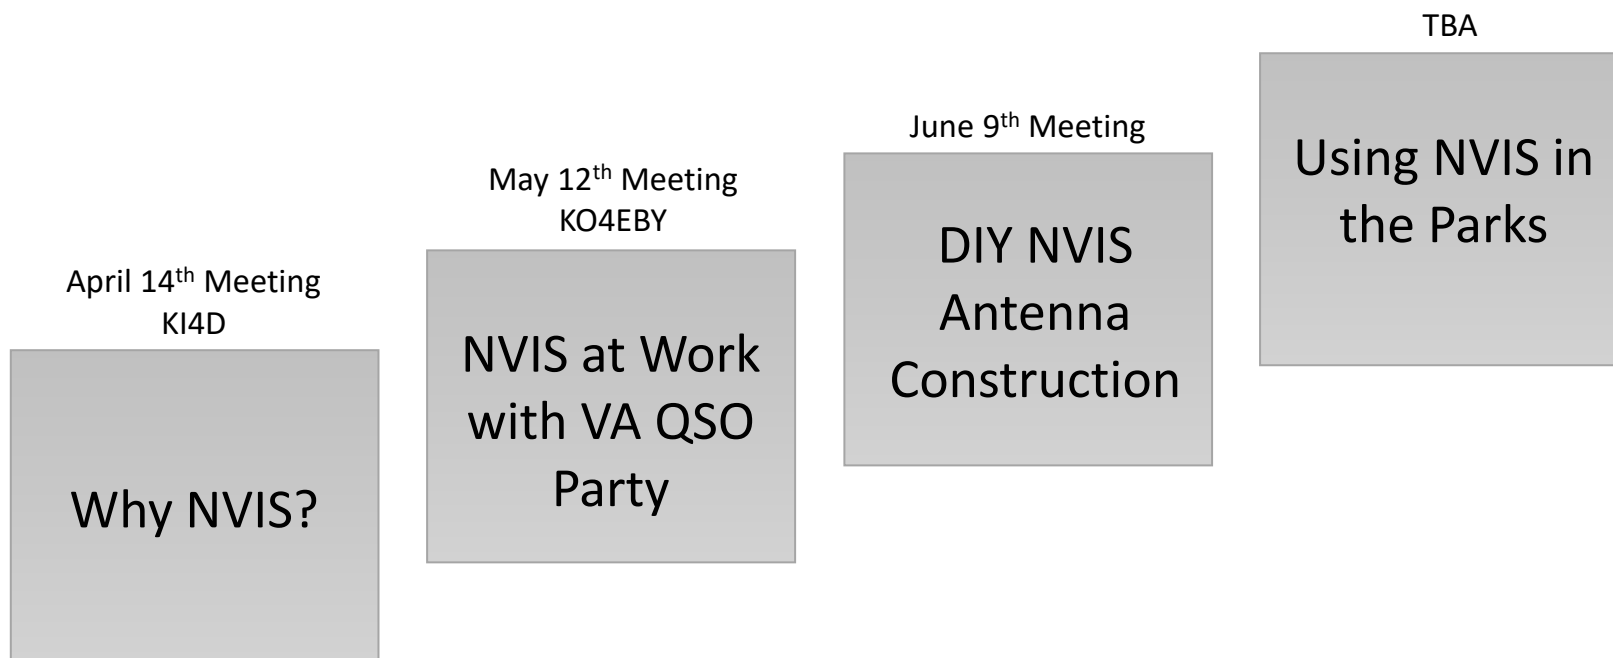 April 14th Meeting
KI4D
Why NVIS?
May 12th Meeting
KO4EBY
NVIS at Work
with VA QSO
Party
June 9th Meeting
DIY NVIS
Antenna
Construction
TBA
Using NVIS in
the Parks